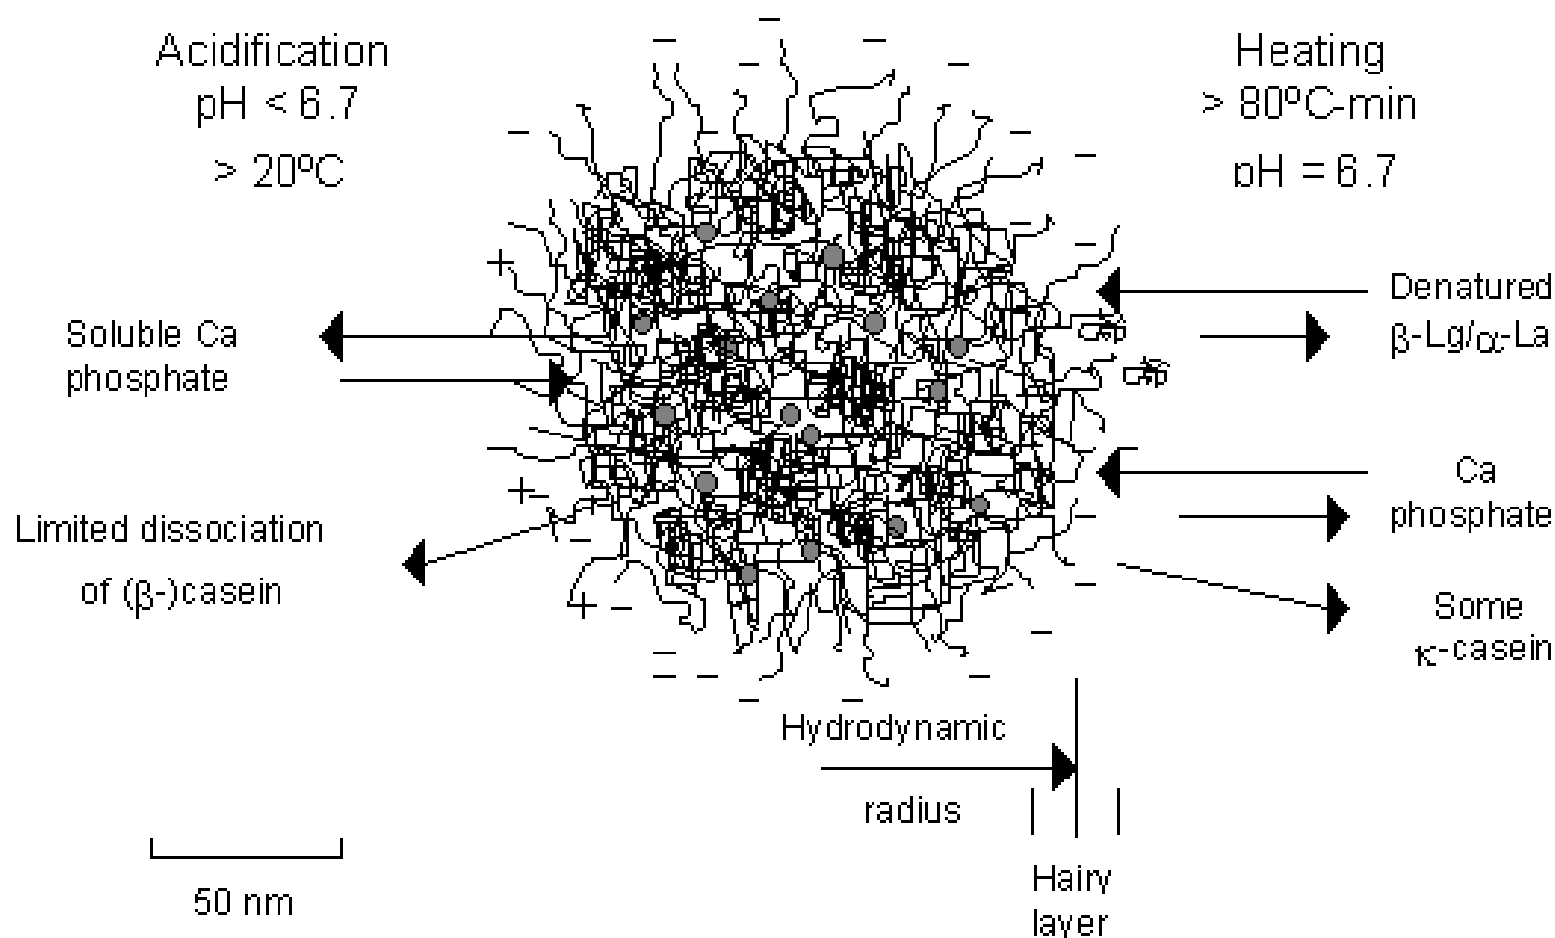 Acidification
pH < 6.7
> 20ºC
Heating
> 80ºC-min
pH = 6.7
Soluble Ca
phosphate
Limited dissociation
of (β-)casein
Denatured
β-Lg/α-La
Ca
phosphate
Some
κ-casein
Hydrodynamic
radius
Hairy
layer
50 nm